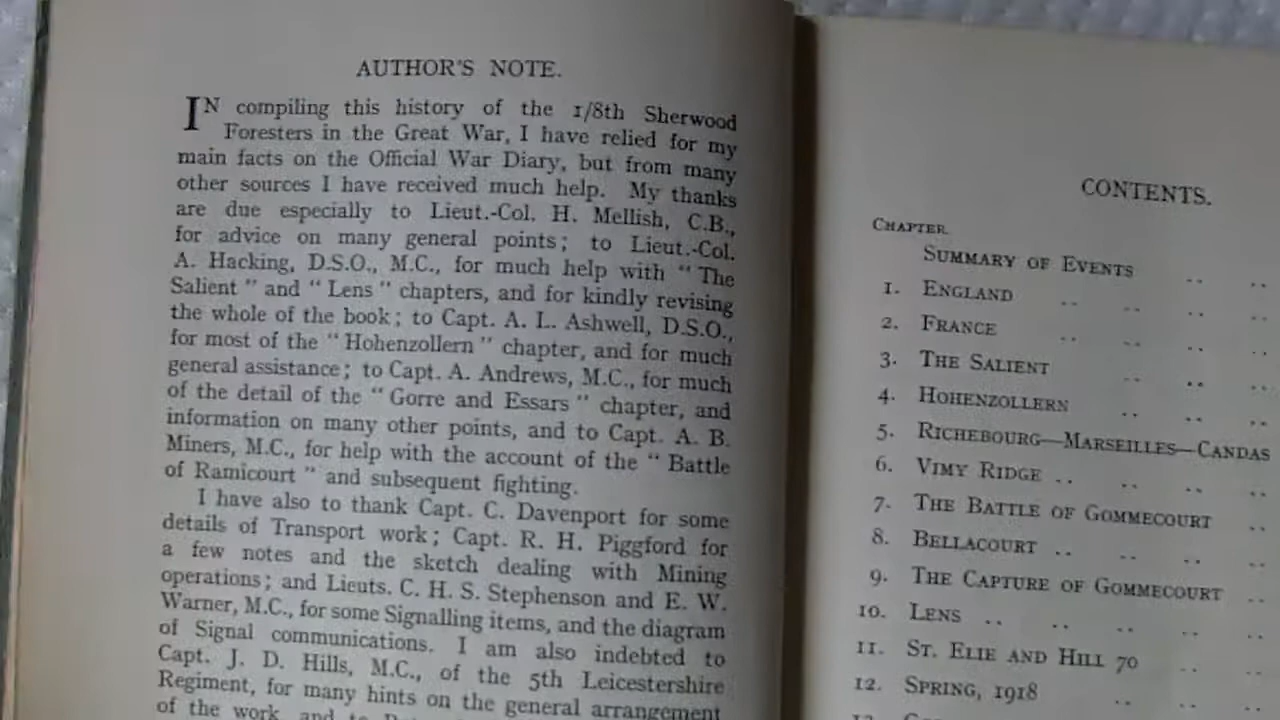 AUTHOR'S NOTE.
IN compiling this history of the 1/8th Sherwood
Foresters in the Great War, I have relied for my
main facts on the Official War Diary, but from many
other sources I have received much help. My thanks
are due especially to Lieut.-Col. H. Mellish, C.B.,
for advice on many general points; to Lieut.-Col.
A. Hacking, D.S.O., M.C., for much help with "The
Salient" and "Lens" chapters, and for kindly revising
the whole of the book; to Capt. A. L. Ashwell, D.S.O.,
for most of the "Hohenzollern" chapter, and for much
general assistance; to Capt. A. Andrews, M.C., for much
of the detail of the "Gorre and Essars" chapter, and
information on many other points, and to Capt. A. B.
Miners, M.C., for help with the account of the "Battle
of Ramicourt" and subsequent fighting.
I have also to thank Capt. C. Davenport for some
details of Transport work; Capt. R. H. Piggford for
a few notes and the sketch dealing with Mining
operations; and Lieuts. C. H. S. Stephenson and E. W.
Warner, M.C., for some Signalling items, and the diagram
of Signal communications. I am also indebted to
Capt. J. D. Hills, M.C., of the 5th Leicestershire
Regiment, for many hints on the general arrangement
of the work, and to
CONTENTS.
CHAPTER.
SUMMARY OF EVENTS .. ..
1. ENGLAND .. .. .. ..
2. FRANCE .. .. .. ..
3. THE SALIENT .. .. ..
4. HOHENZOLLERN .. .. ..
5. RICHEBOURG—MARSEILLES—CANDAS
6. VIMY RIDGE .. .. .. ..
7. THE BATTLE OF GOMMECOURT ..
8. BELLACOURT .. .. .. ..
9. THE CAPTURE OF GOMMECOURT ..
10. LENS .. .. .. .. ..
11. ST. ELIE AND HILL 70 .. ..
12. SPRING, 1918 .. .. ..